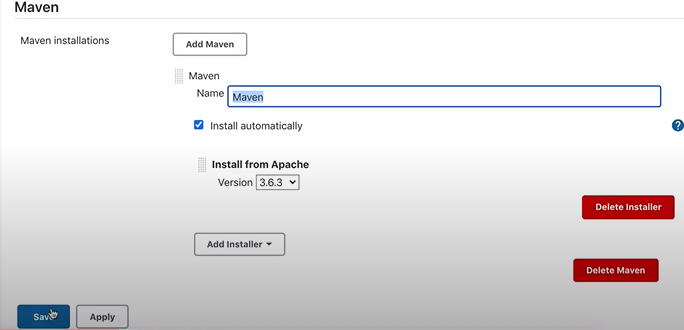 Maven
Maven installations
Add Maven
Maven
Name Maven
Install automatically
?
Install from Apache
Version 3.6.3
Delete Installer
Add Installer
Delete Maven
Save Apply